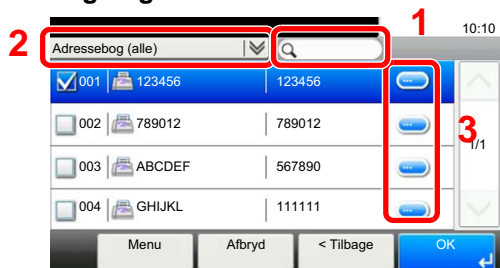 1
10:10
2
Adressebog (alle)
001 123456 123456
002 789012 789012
3
1/1
003 ABCDEF 567890
004 GHIJKL 111111
Menu Afbryd < Tilbage OK